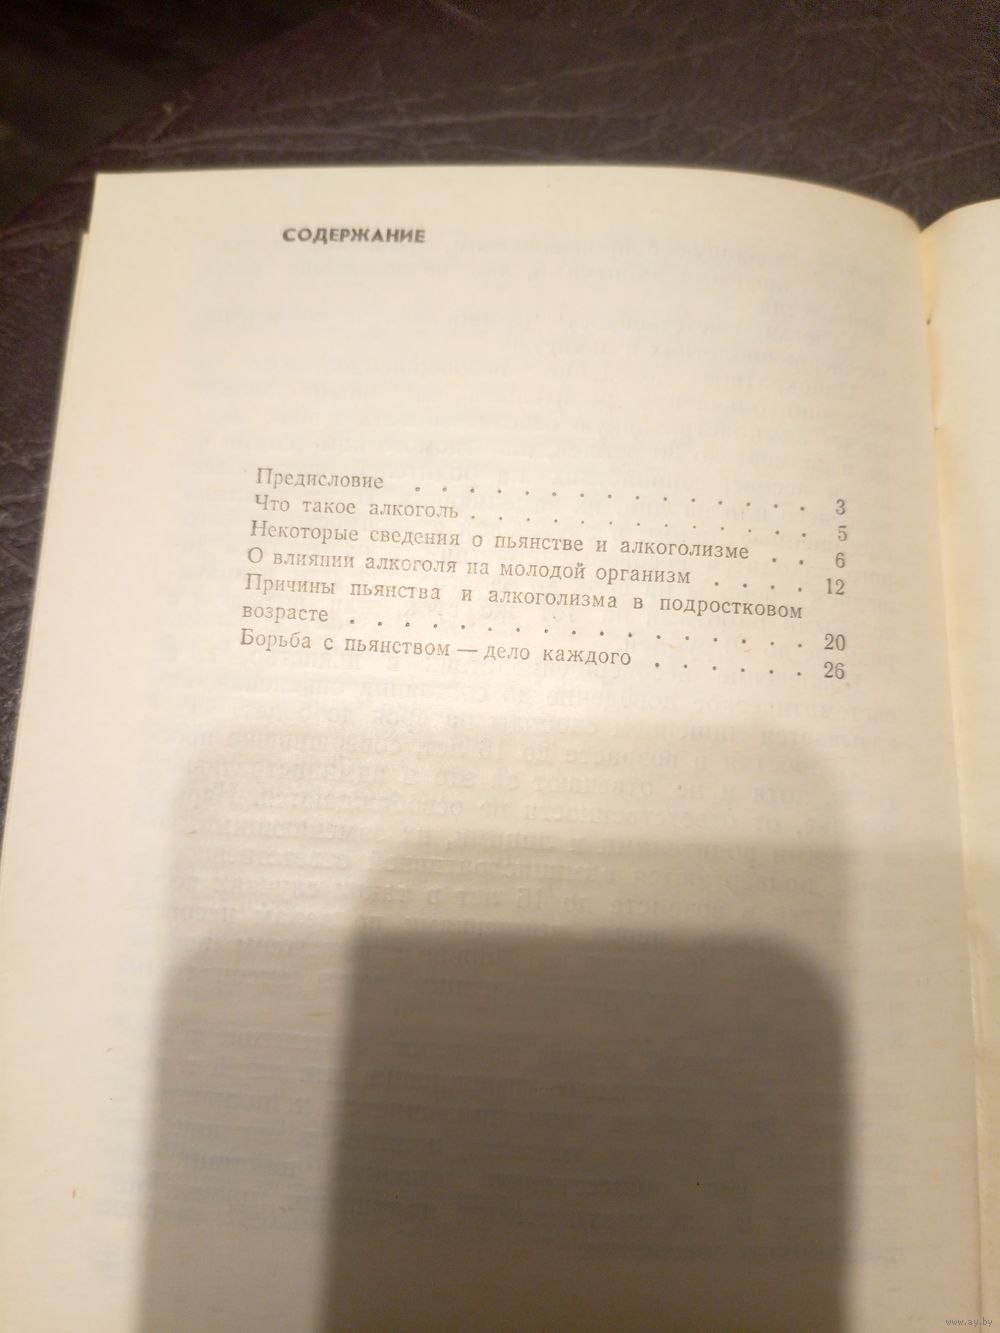 СОДЕРЖАНИЕ
Предисловие . . . . . . . . . . . . . . . 3
Что такое алкоголь . . . . . . . . . . . . . 5
Некоторые сведения о пьянстве и алкоголизме . . 6
О влиянии алкоголя на молодой организм . . . . 12
Причины пьянства и алкоголизма в подростковом
возрасте . . . . . . . . . . . . . . . . . 20
Борьба с пьянством — дело каждого . . . . . . 26
www.ay.by